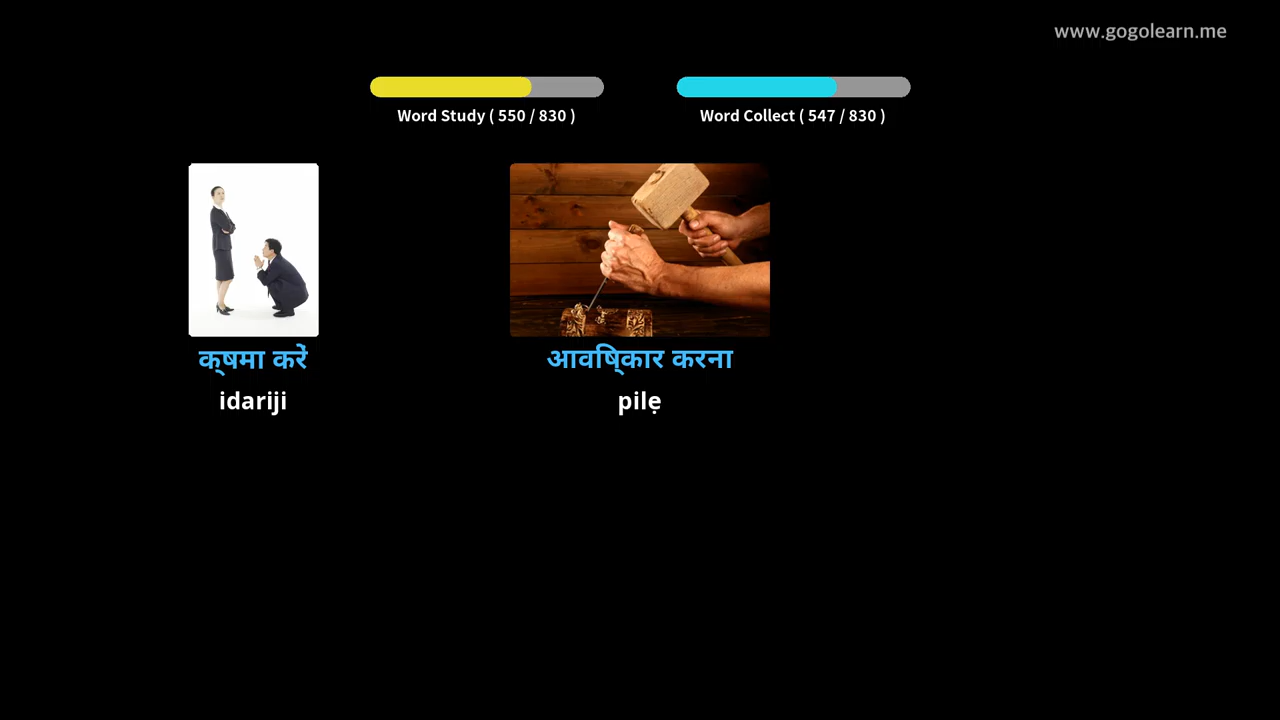 www.gogolearn.me
Word Study ( 550 / 830 )
Word Collect ( 547 / 830 )
क्षमा करें
idariji
आविष्कार करना
pilẹ